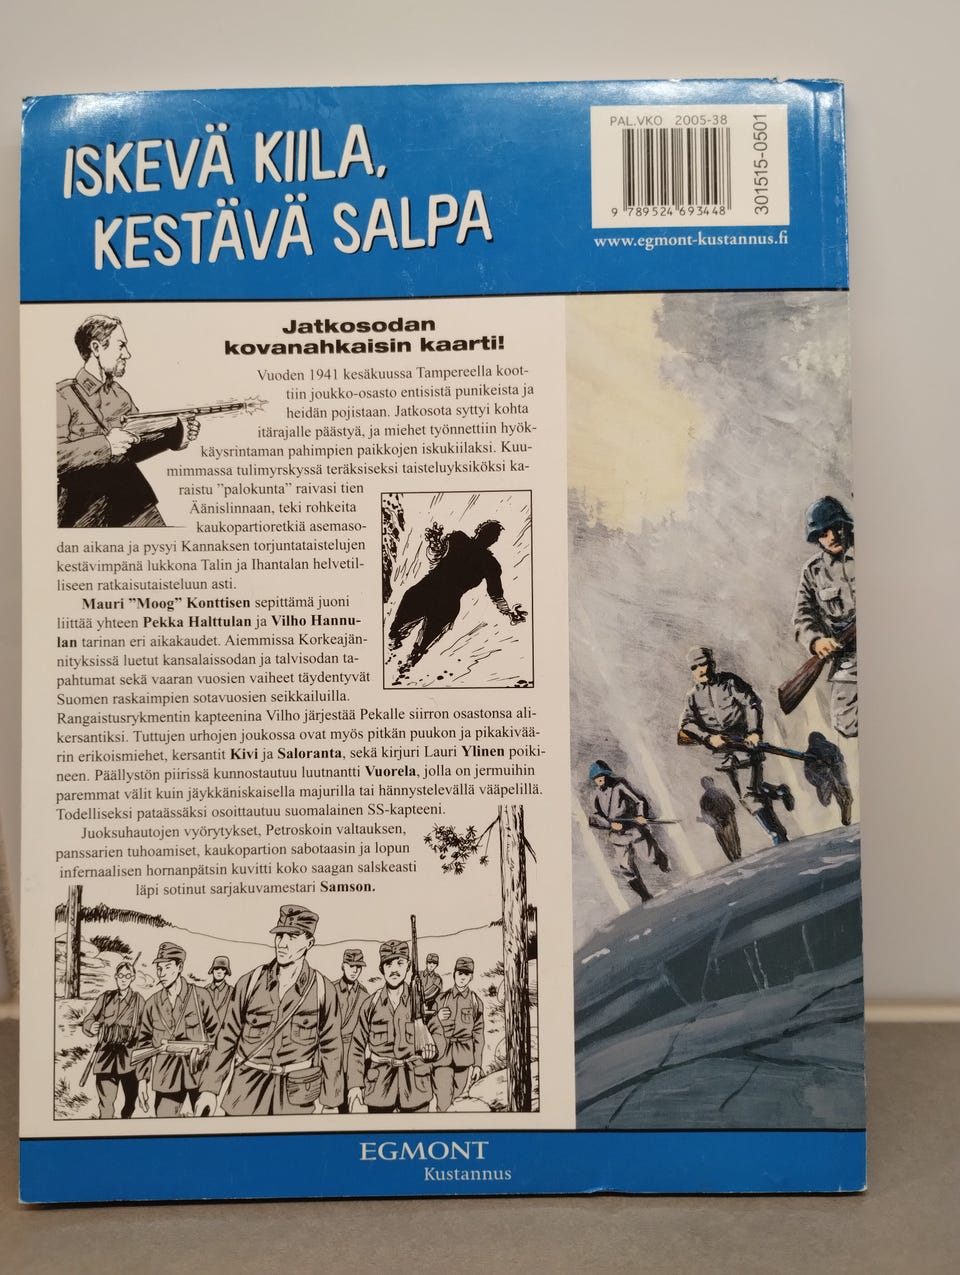 ISKEVÄ KIILA,
KESTÄVÄ SALPA
PAL.VKO 2005-38
9 789524 693448
301515-0501
www.egmont-kustannus.fi
Jatkosodan
kovanahkaisin kaarti!
Vuoden 1941 kesäkuussa Tampereella koot-
tiin joukko-osasto entisistä punikeista ja
heidän pojistaan. Jatkosota syttyi kohta
itärajalle päästyä, ja miehet työnnettiin hyök-
käysrintaman pahimpien paikkojen iskukiilaksi. Kuu-
mimmassa tulimyrskyssä teräksiseksi taisteluyksiköksi ka-
raistu ”palokunta” raivasi tien
Äänislinnaan, teki rohkeita
kaukopartioretkiä asemaso-
dan aikana ja pysyi Kannaksen torjuntataistelujen
kestävimpänä lukkona Talin ja Ihantalan helvetil-
liseen ratkaisutaisteluun asti.
Mauri ”Moog” Konttisen sepittämä juoni
liittää yhteen Pekka Halttulan ja Vilho Hannu-
lan tarinan eri aikakaudet. Aiemmissa Korkeajän-
nityksissä luetut kansalaissodan ja talvisodan ta-
pahtumat sekä vaaran vuosien vaiheet täydentyvät
Suomen raskaimpien sotavuosien seikkailuilla.
Rangaistusrykmentin kapteenina Vilho järjestää Pekalle siirron osastonsa ali-
kersantiksi. Tuttujen urhojen joukossa ovat myös pitkän puukon ja pikakivää-
rin erikoismiehet, kersantit Kivi ja Saloranta, sekä kirjuri Lauri Ylinen poiki-
neen. Päällystön piirissä kunnostautuu luutnantti Vuorela, jolla on jermuihin
paremmat välit kuin jäykkäniskaisella majurilla tai hännystelevällä vääpelillä.
Todelliseksi pataässäksi osoittautuu suomalainen SS-kapteeni.
Juoksuhautojen vyörytykset, Petroskoin valtauksen,
panssarien tuhoamiset, kaukopartion sabotaasin ja lopun
infernaalisen hornanpätsin kuvitti koko saagan salskeasti
läpi sotinut sarjakuvamestari Samson.
EGMONT
Kustannus